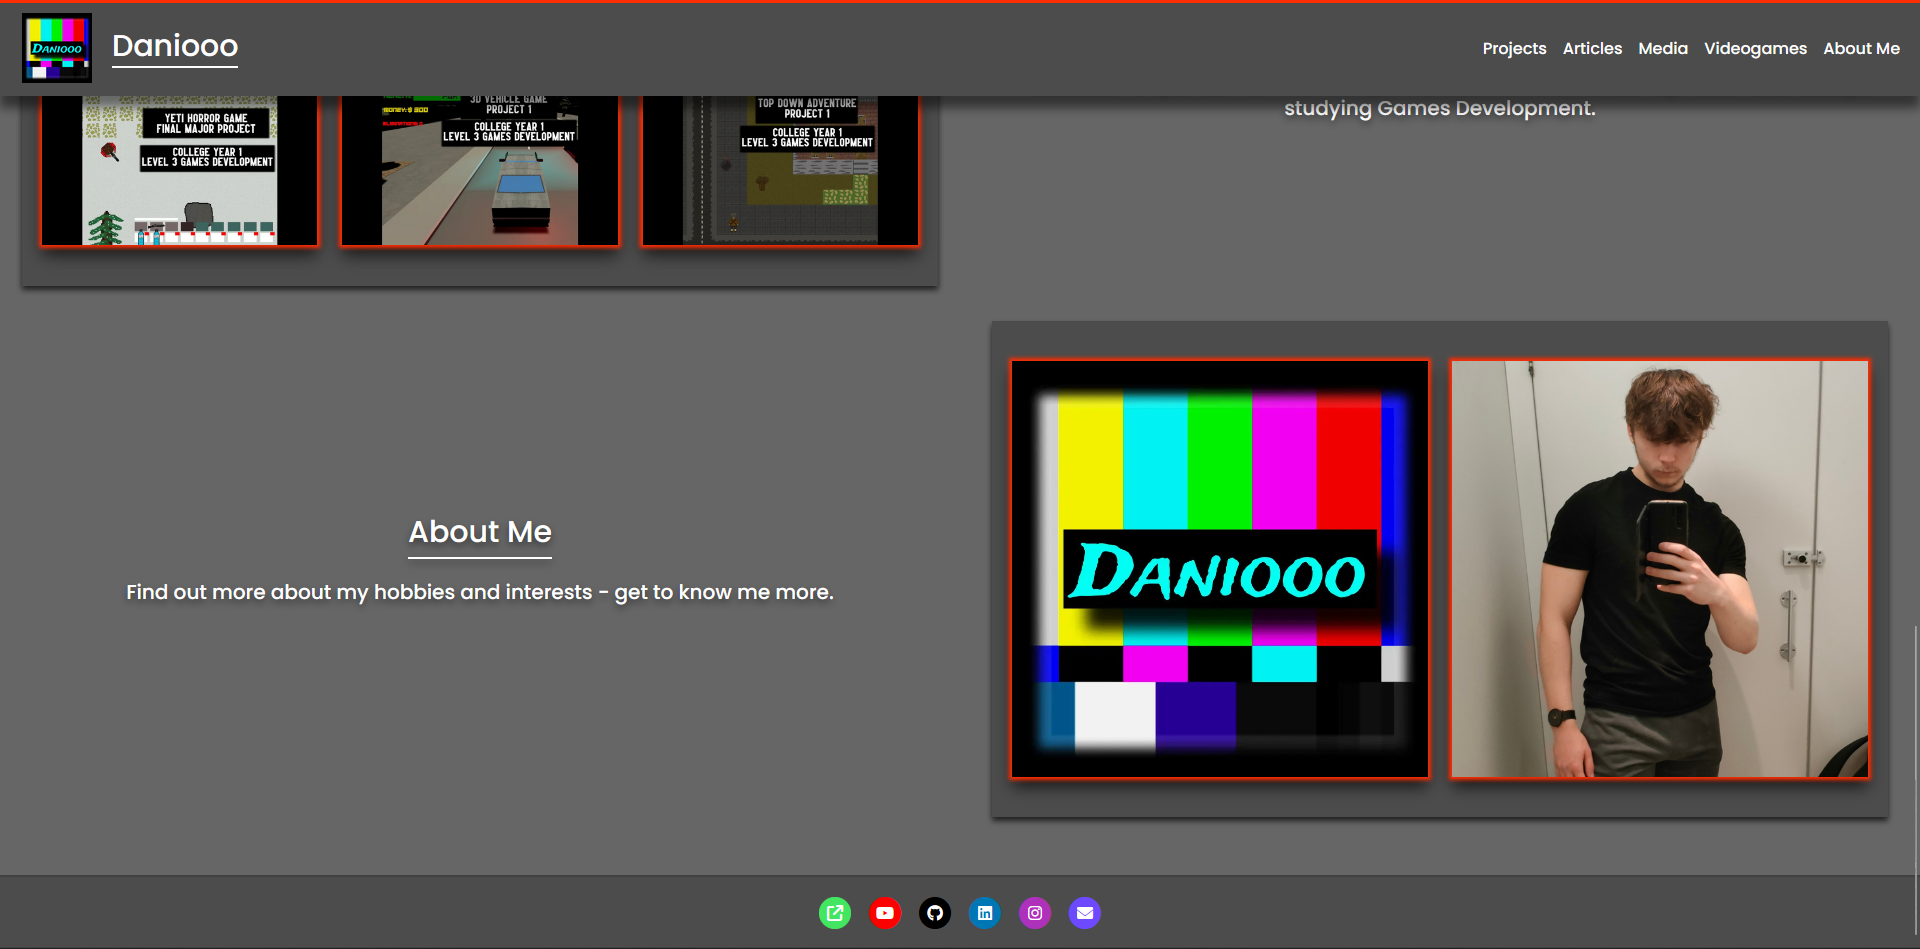 Daniooo
Daniooo
Projects Articles Media Videogames About Me
YETI HORROR GAME
FINAL MAJOR PROJECT
COLLEGE YEAR 1
LEVEL 3 GAMES DEVELOPMENT
3D VEHICLE GAME
PROJECT 1
COLLEGE YEAR 1
LEVEL 3 GAMES DEVELOPMENT
TOP DOWN ADVENTURE
PROJECT 1
COLLEGE YEAR 1
LEVEL 3 GAMES DEVELOPMENT
studying Games Development.
About Me
Find out more about my hobbies and interests - get to know me more.
Daniooo